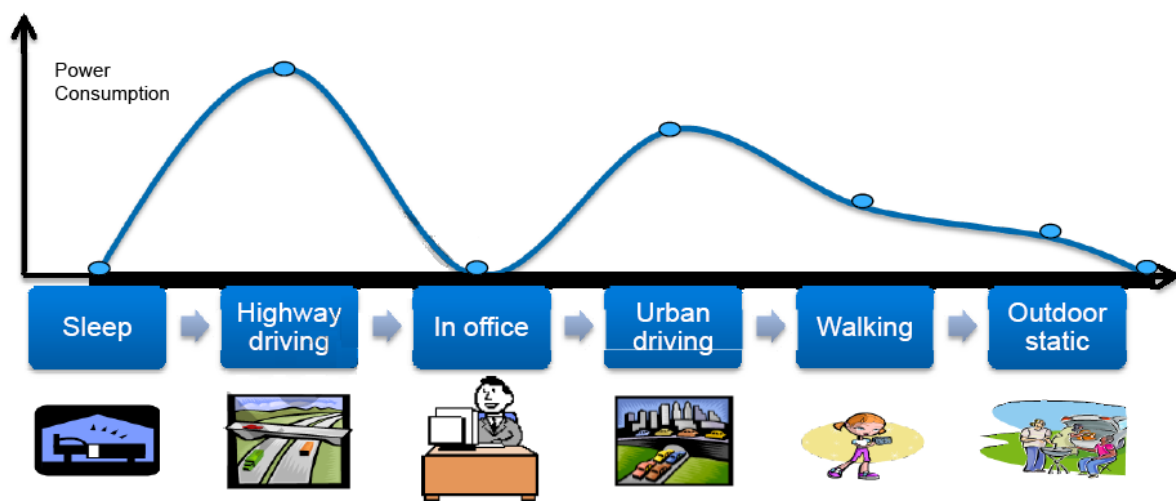 Power
Consumption
Sleep
Highway
driving
In office
Urban
driving
Walking
Outdoor
static